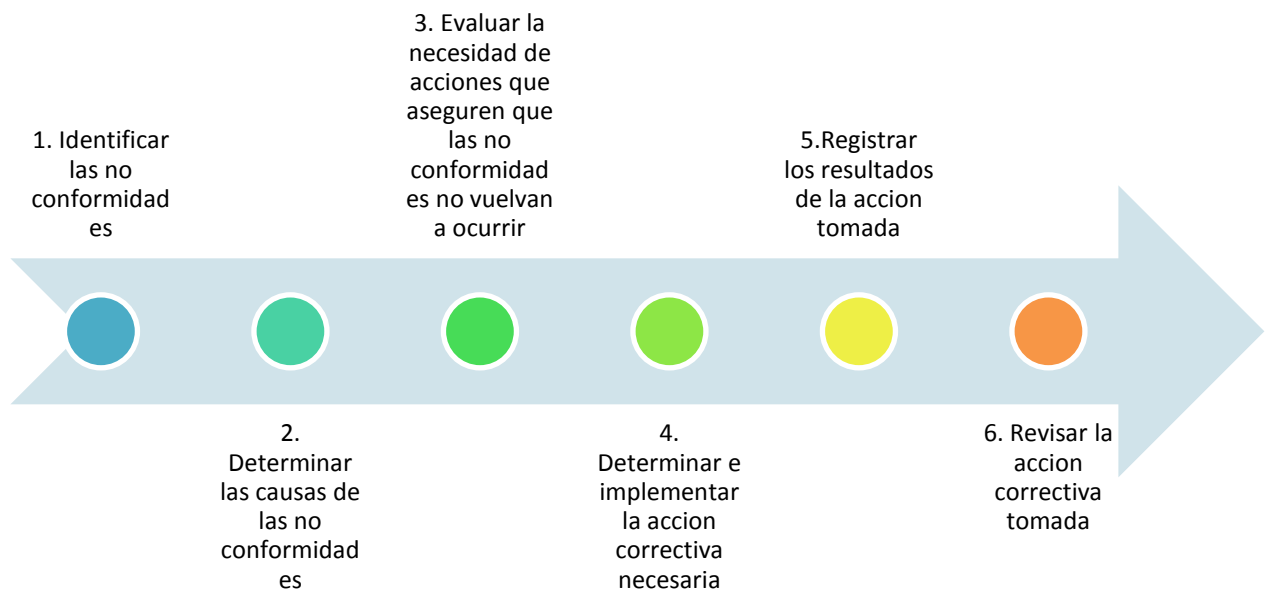 1. Identificar
las no
conformidad
es
2.
Determinar
las causas de
las no
conformidad
es
3. Evaluar la
necesidad de
acciones que
aseguren que
las no
conformidad
es no vuelvan
a ocurrir
4.
Determinar e
implementar
la accion
correctiva
necesaria
5.Registrar
los resultados
de la accion
tomada
6. Revisar la
accion
correctiva
tomada